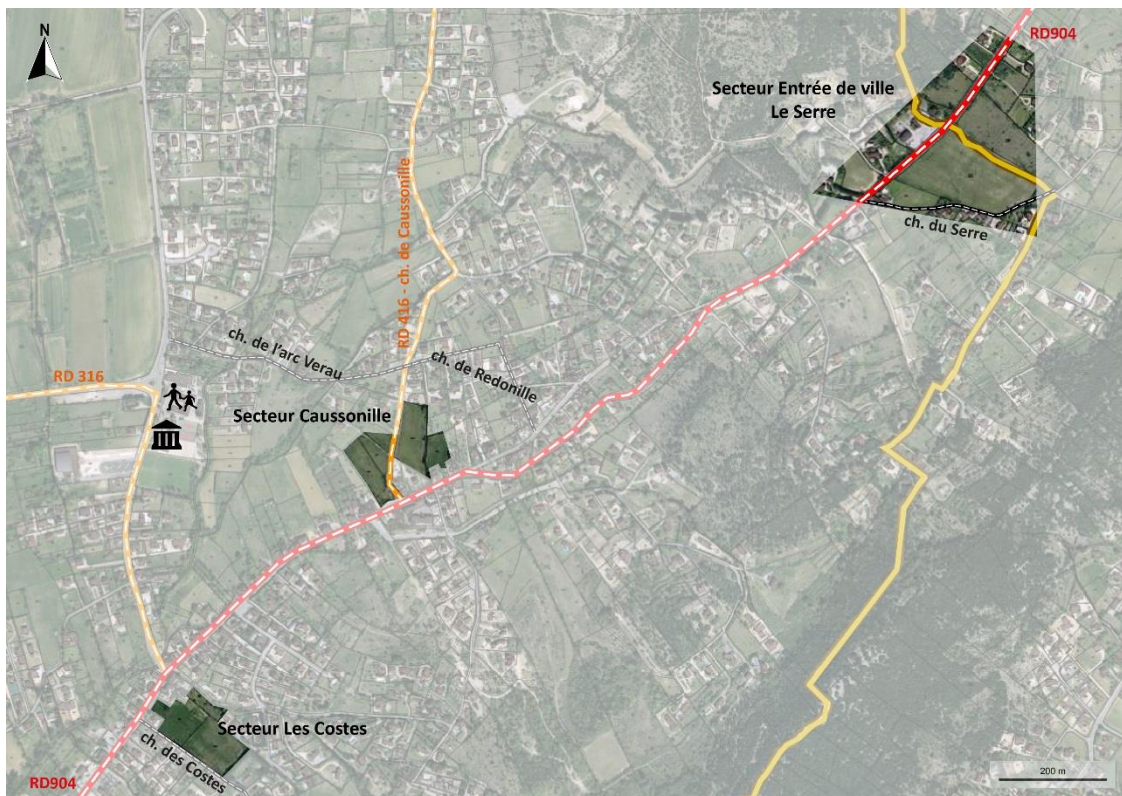 N
RD904
Secteur Entrée de ville
Le Serre
ch. du Serre
RD 416 - ch. de Caussonille
ch. de l'arc Verau
ch. de Redonille
RD 316
Secteur Caussonille
Secteur Les Costes
ch. des Costes
RD904
200 m